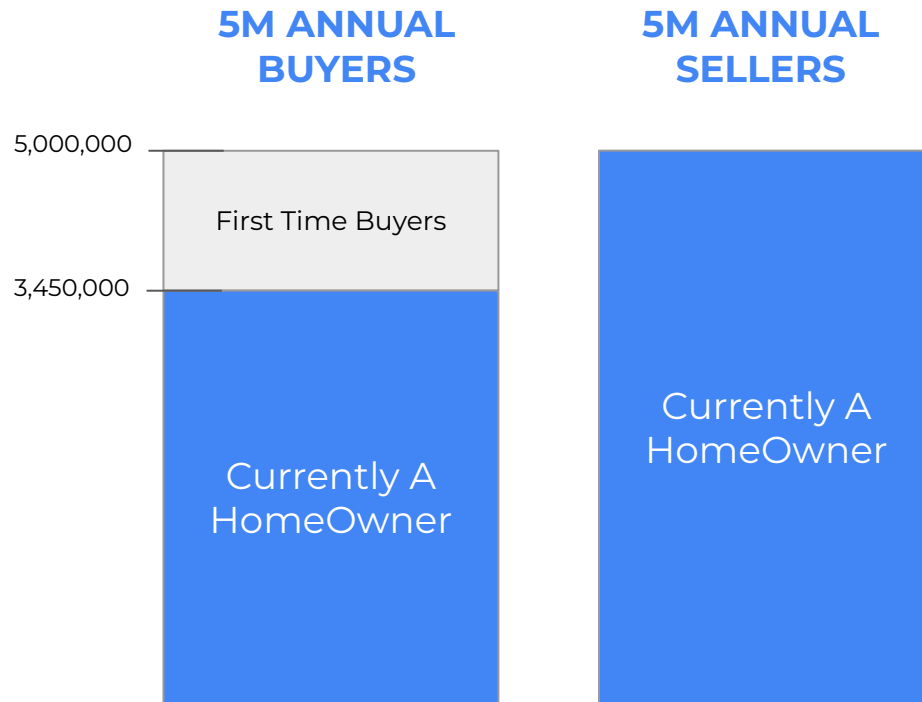 5M ANNUAL
BUYERS
5M ANNUAL
SELLERS
5,000,000
First Time Buyers
3,450,000
Currently A
HomeOwner
Currently A
HomeOwner